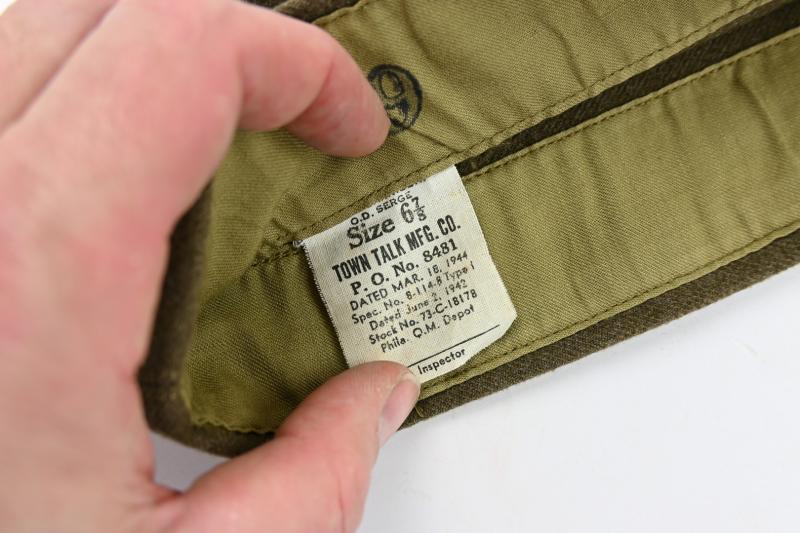 O.D. SERGE
Size 6⅞
TOWN TALK MFG. CO.
P. O. No. 8481
DATED MAR. 18, 1944
Spec. No. 8-114-B Type I
Dated June 2, 1942
Stock No. 73-C-18178
Phila. Q.M. Depot
Inspector